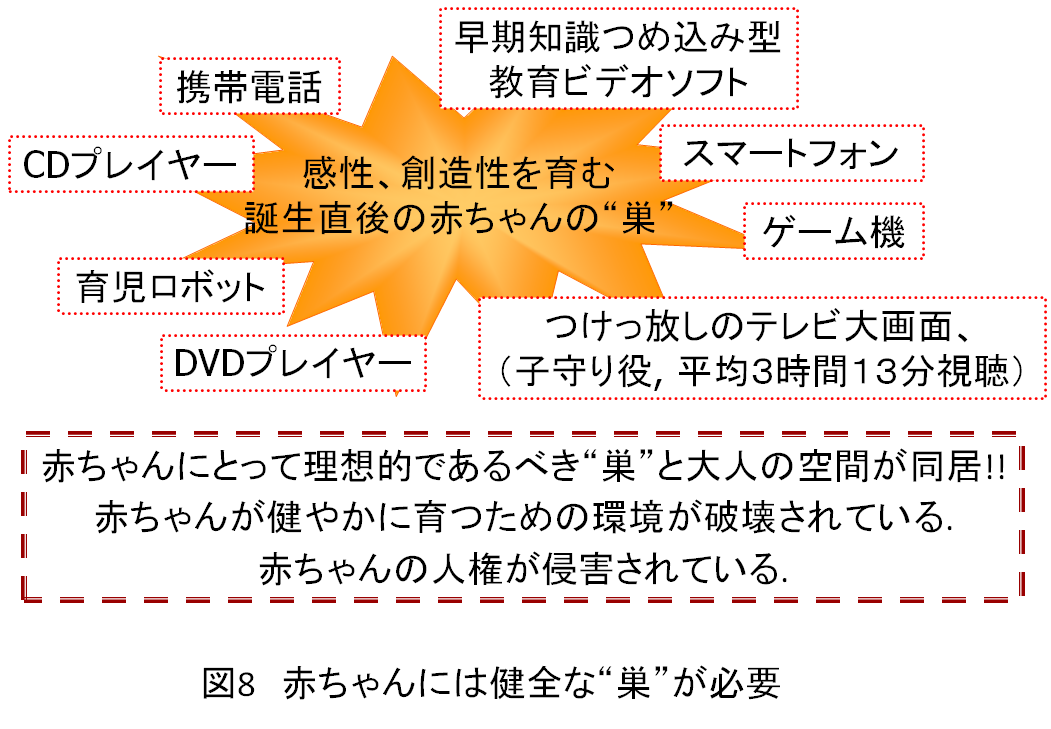 早期知識つめ込み型
教育ビデオソフト
携帯電話
CDプレイヤー
感性、創造性を育む
誕生直後の赤ちゃんの“巣”
スマートフォン
ゲーム機
育児ロボット
DVDプレイヤー
つけっ放しのテレビ大画面、
（子守り役, 平均３時間１３分視聴）
赤ちゃんにとって理想的であるべき“巣”と大人の空間が同居!!
赤ちゃんが健やかに育つための環境が破壊されている.
赤ちゃんの人権が侵害されている.
図8 赤ちゃんには健全な“巣”が必要